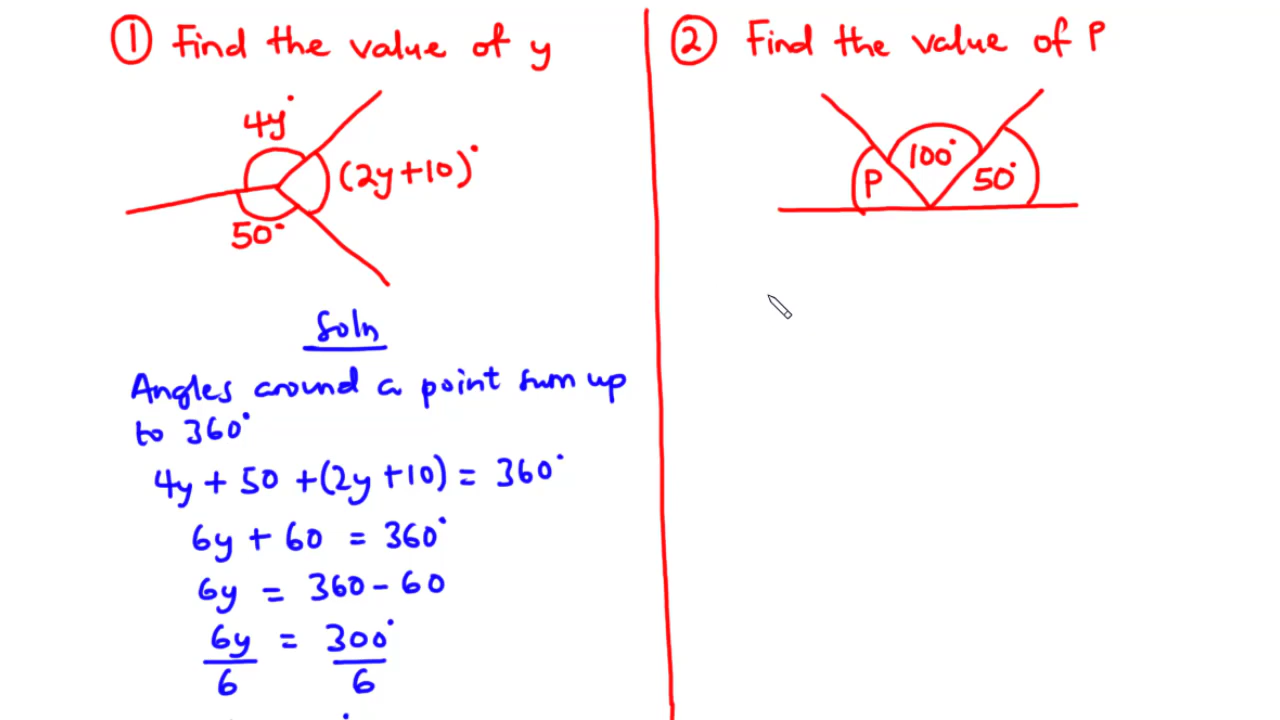 ① Find the value of y
4y°
(2y+10)°
50°
Soln
Angles around a point sum up
to 360°
4y + 50 + (2y + 10) = 360°
6y + 60 = 360°
6y = 360 - 60
6y = 300°
6 6
② Find the value of P
P
100°
50°